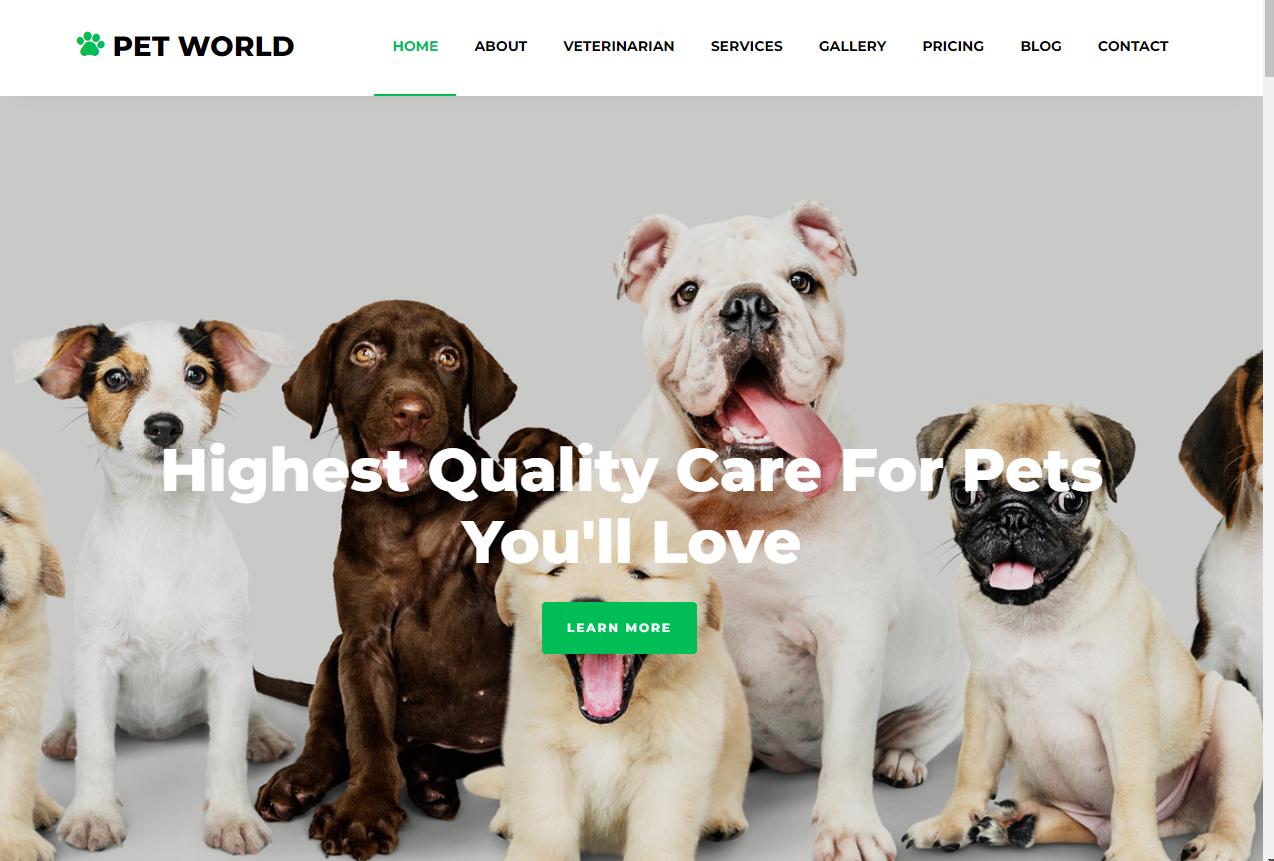 PET WORLD
HOME ABOUT VETERINARIAN SERVICES GALLERY PRICING BLOG CONTACT
Highest Quality Care For Pets
You'll Love
LEARN MORE